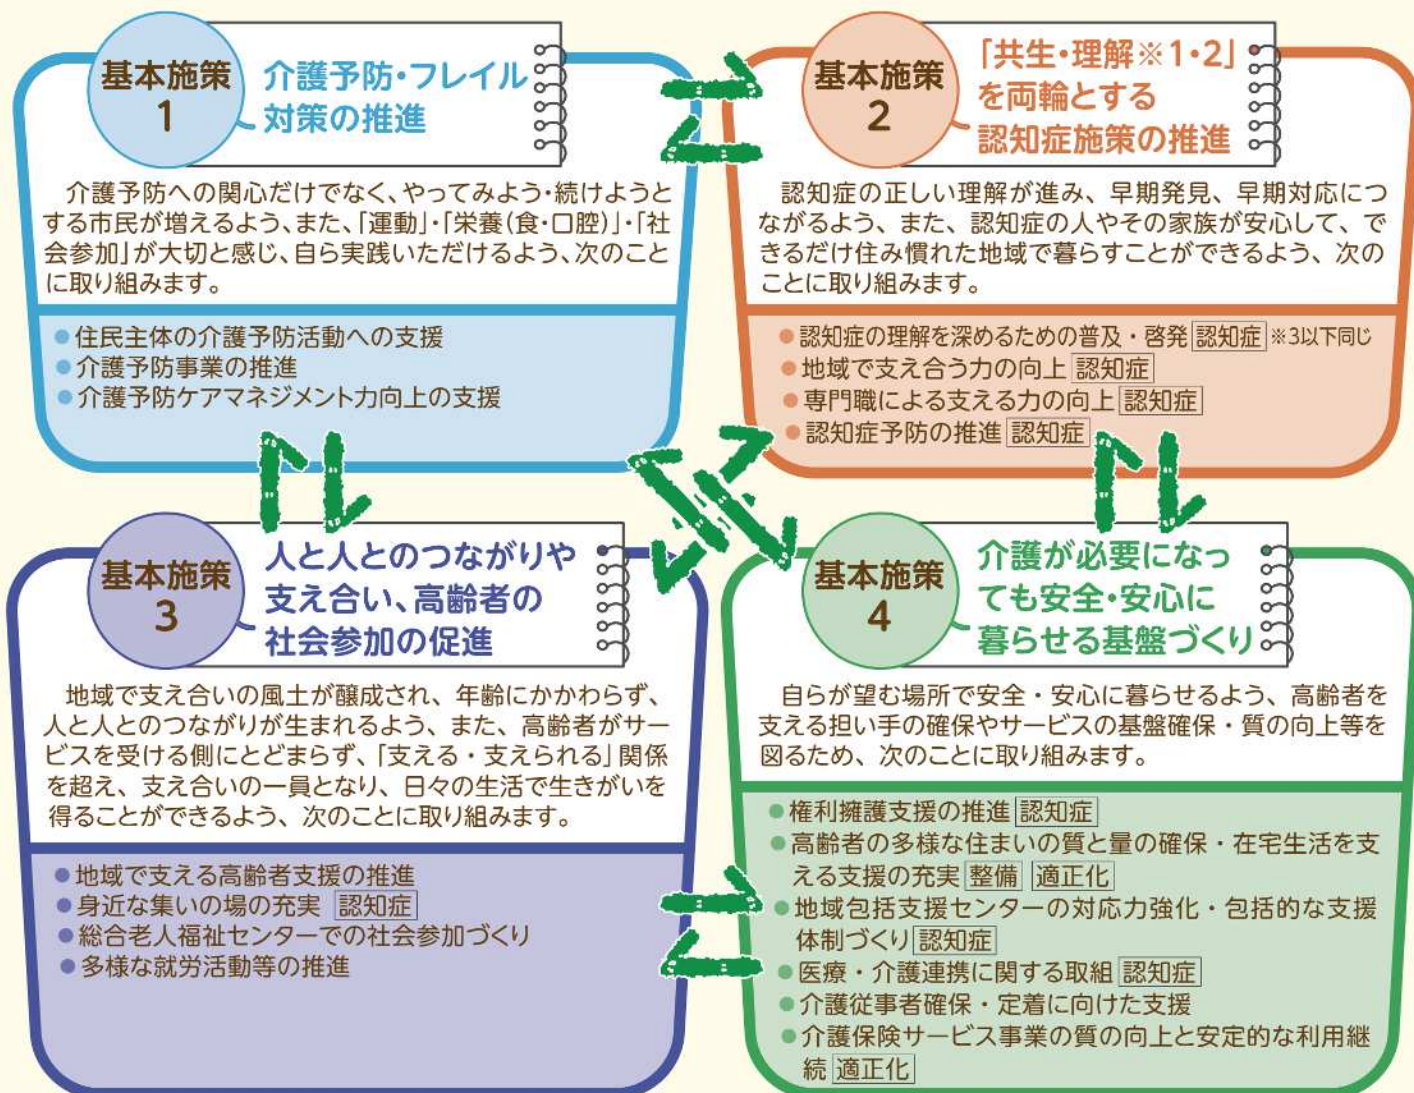 基本施策
1
介護予防・フレイル
対策の推進
介護予防への関心だけでなく、やってみよう・続けようと
する市民が増えるよう、また、「運動」・「栄養(食・口腔)」・「社
会参加」が大切と感じ、自ら実践いただけるよう、次のこと
に取り組みます。
● 住民主体の介護予防活動への支援
● 介護予防事業の推進
● 介護予防ケアマネジメント力向上の支援
基本施策
2
「共生・理解※1・2」
を両輪とする
認知症施策の推進
認知症の正しい理解が進み、早期発見、早期対応につ
ながるよう、また、認知症の人やその家族が安心して、で
きるだけ住み慣れた地域で暮らすことができるよう、次の
ことに取り組みます。
● 認知症の理解を深めるための普及・啓発 認知症 ※3以下同じ
● 地域で支え合う力の向上 認知症
● 専門職による支える力の向上 認知症
● 認知症予防の推進 認知症
基本施策
3
人と人とのつながりや
支え合い、高齢者の
社会参加の促進
地域で支え合いの風土が醸成され、年齢にかかわらず、
人と人とのつながりが生まれるよう、また、高齢者がサー
ビスを受ける側にとどまらず、「支える・支えられる」関係
を超え、支え合いの一員となり、日々の生活で生きがいを
得ることができるよう、次のことに取り組みます。
● 地域で支える高齢者支援の推進
● 身近な集いの場の充実 認知症
● 総合老人福祉センターでの社会参加づくり
● 多様な就労活動等の推進
基本施策
4
介護が必要になっ
ても安全・安心に
暮らせる基盤づくり
自らが望む場所で安全・安心に暮らせるよう、高齢者を
支える担い手の確保やサービスの基盤確保・質の向上等を
図るため、次のことに取り組みます。
● 権利擁護支援の推進 認知症
● 高齢者の多様な住まいの質と量の確保・在宅生活を支
える支援の充実 整備 適正化
● 地域包括支援センターの対応力強化・包括的な支援
体制づくり 認知症
● 医療・介護連携に関する取組 認知症
● 介護従事者確保・定着に向けた支援
● 介護保険サービス事業の質の向上と安定的な利用継
続 適正化